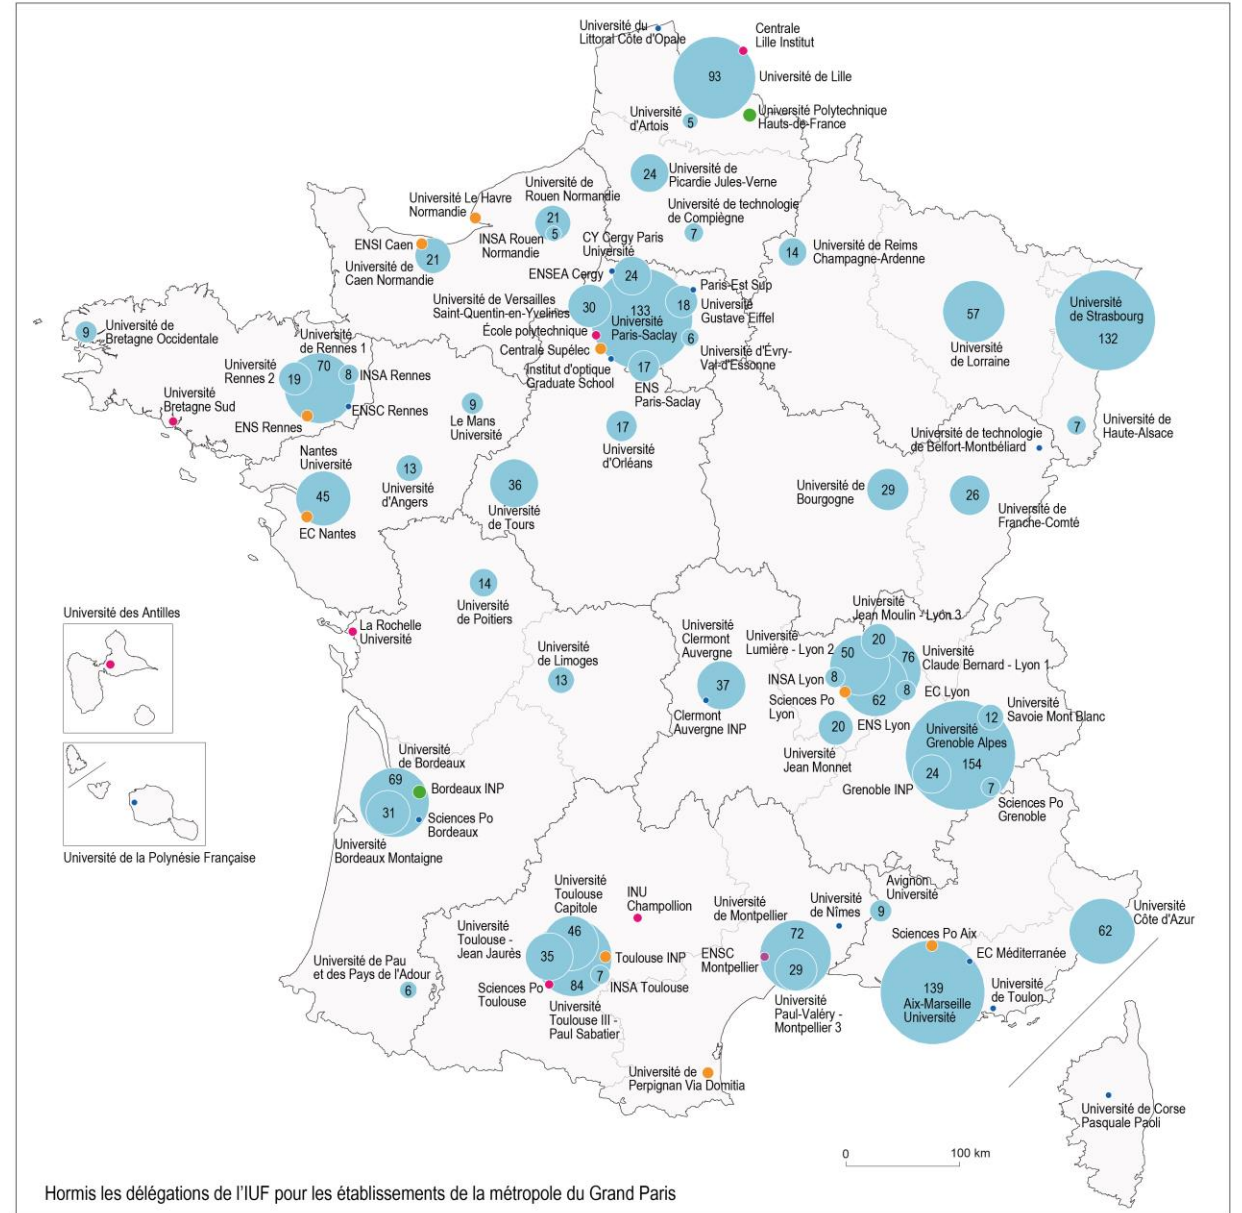 Université du
Littoral Côte d'Opale
Centrale
Lille Institut
93
Université de Lille
Université
d'Artois
5
Université Polytechnique
Hauts-de-France
24
Université de
Picardie Jules-Verne
Université de
Rouen Normandie
21
5
INSA Rouen
Normandie
Université Le Havre
Normandie
ENSI Caen
21
Université de
Caen Normandie
Université de technologie
de Compiègne
7
14
Université de Reims
Champagne-Ardenne
CY Cergy Paris
Université
24
ENSEA Cergy
Paris-Est Sup
Université de Versailles
Saint-Quentin-en-Yvelines
30
133
Université
Paris-Saclay
18
Université
Gustave Eiffel
École polytechnique
Centrale Supélec
Institut d'optique
Graduate School
6
Université d'Évry-
Val-d'Essonne
17
ENS
Paris-Saclay
57
Université
de Lorraine
Université
de Strasbourg
132
7
Université de
Haute-Alsace
9
Université de
Bretagne Occidentale
Université
de Rennes 1
70
Université
Rennes 2
19
8
INSA Rennes
ENSC Rennes
ENS Rennes
Université
Bretagne Sud
9
Le Mans
Université
17
Université
d'Orléans
Nantes
Université
45
EC Nantes
13
Université
d'Angers
36
Université
de Tours
Université de technologie
de Belfort-Montbéliard
Université de
Bourgogne
29
26
Université de
Franche-Comté
14
Université
de Poitiers
La Rochelle
Université
Université des Antilles
Université
de Limoges
13
Université
Clermont
Auvergne
37
Clermont
Auvergne INP
Université
Jean Moulin - Lyon 3
20
Université
Lumière - Lyon 2
50
76
Université
Claude Bernard - Lyon 1
INSA Lyon
8
8
EC Lyon
Sciences Po
Lyon
62
ENS Lyon
20
Université
Jean Monnet
12
Université
Savoie Mont Blanc
Université
Grenoble Alpes
154
24
Grenoble INP
7
Sciences Po
Grenoble
Université
de Bordeaux
69
Bordeaux INP
31
Sciences Po
Bordeaux
Université
Bordeaux Montaigne
Université de la Polynésie Française
Université
Toulouse
Capitole
46
Université
Toulouse -
Jean Jaurès
35
INU
Champollion
Toulouse INP
7
INSA Toulouse
Sciences Po
Toulouse
84
Université
Toulouse III -
Paul Sabatier
Université de Pau
et des Pays de l'Adour
6
Université
de Montpellier
72
ENSC
Montpellier
29
Université
Paul-Valéry -
Montpellier 3
Université
de Nîmes
Avignon
Université
9
Sciences Po Aix
EC Méditerranée
139
Aix-Marseille
Université
Université
de Toulon
62
Université
Côte d'Azur
Université de
Perpignan Via Domitia
Université de Corse
Pasquale Paoli
0
100 km
Hormis les délégations de l'IUF pour les établissements de la métropole du Grand Paris